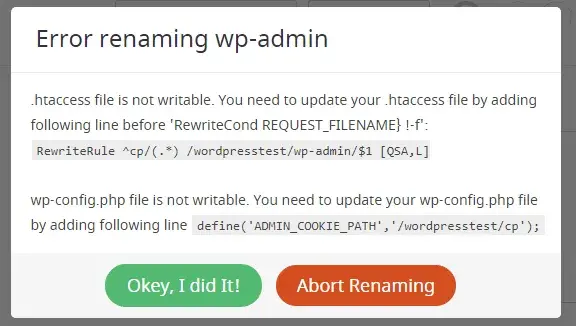 Error renaming wp-admin
.htaccess file is not writable. You need to update your .htaccess file by adding
following line before 'RewriteCond REQUEST_FILENAME} !-f':
RewriteRule ^cp/(.*) /wordpresstest/wp-admin/$1 [QSA,L]
wp-config.php file is not writable. You need to update your wp-config.php file
by adding following line define('ADMIN_COOKIE_PATH','/wordpresstest/cp');
Okey, I did It!
Abort Renaming